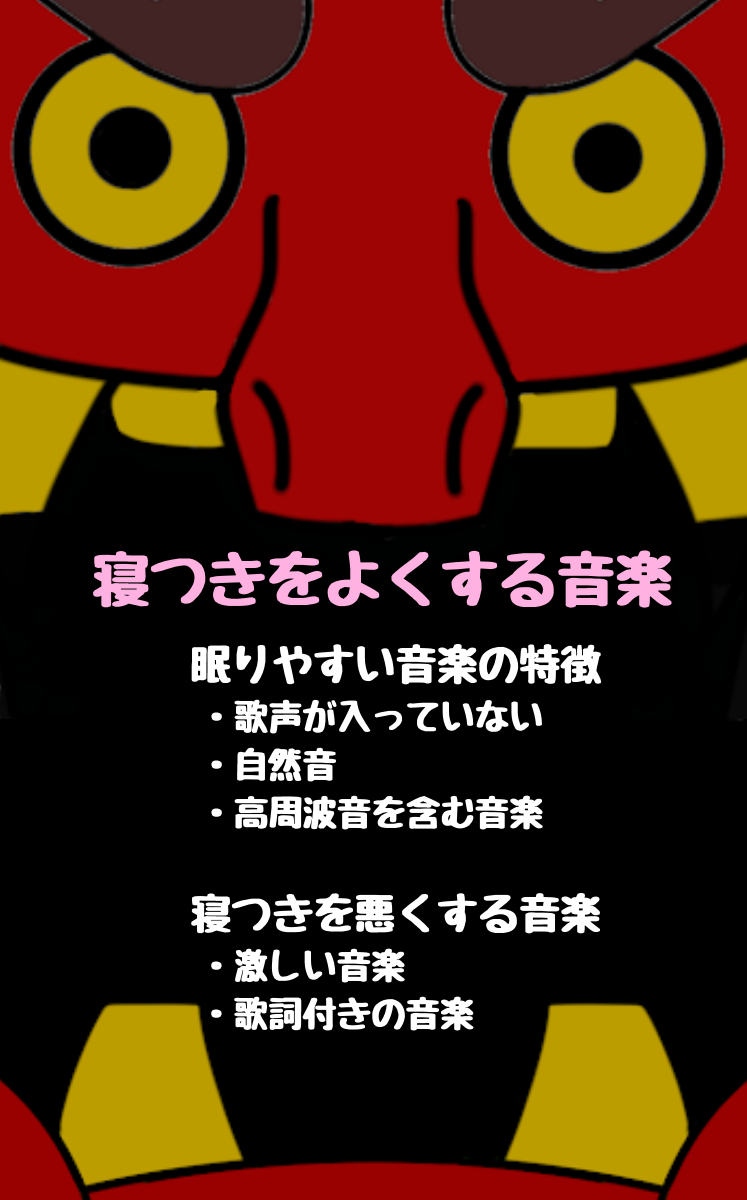 寝つきをよくする音楽
眠りやすい音楽の特徴
・歌声が入っていない
・自然音
・高周波音を含む音楽
寝つきを悪くする音楽
・激しい音楽
・歌詞付きの音楽